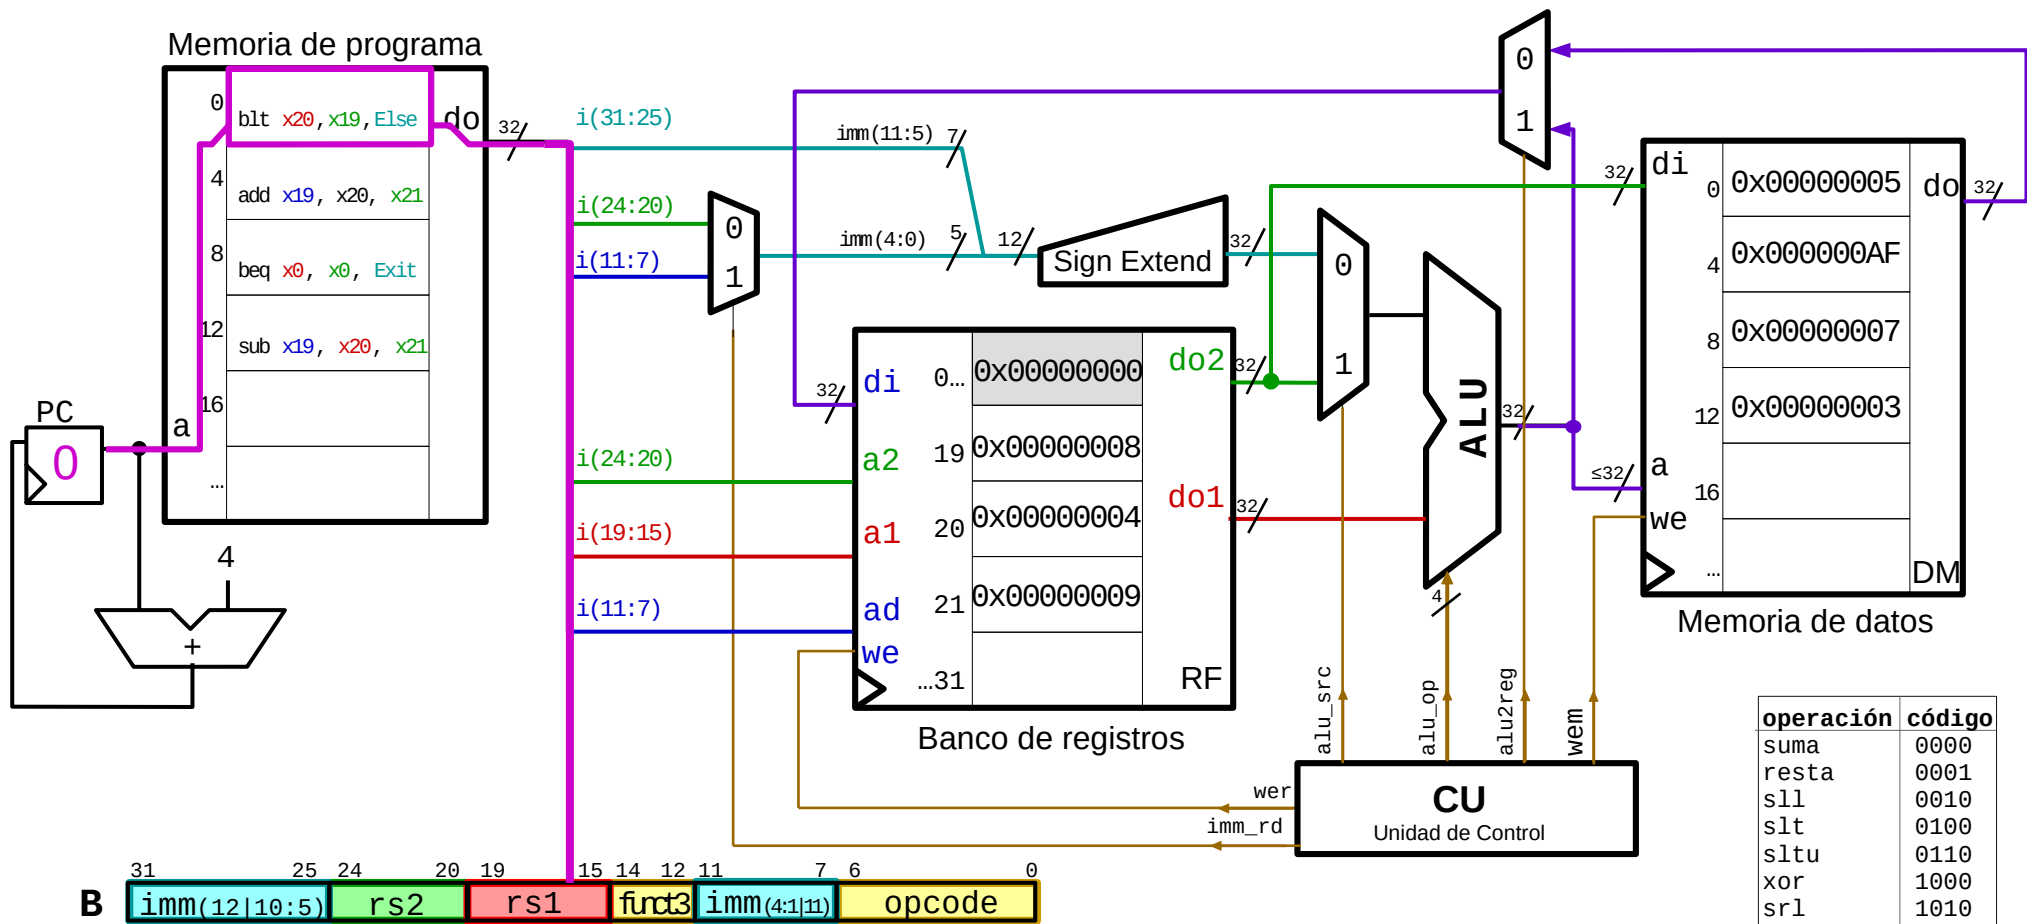 Memoria de programa
0
blt x20,x19,Else
do
32
4
add x19, x20, x21
8
beq x0, x0, Exit
12
sub x19, x20, x21
16
a
...
PC
0
4
+
i(31:25)
imm(11:5)
7
i(24:20)
0
i(11:7)
1
imm(4:0)
5
12
Sign Extend
32
0
1
0
1
ALU
32
4
di
32
0… 0x00000000
do2
32
a2
19 0x00000008
20 0x00000004
do1
32
a1
21 0x00000009
ad
we
…31
RF
i(24:20)
i(19:15)
i(11:7)
Banco de registros
di
32
0 0x00000005
do
32
4 0x000000AF
8 0x00000007
12 0x00000003
a
≤32
16
we
...
DM
Memoria de datos
alu_src
alu_op
alu2reg
wem
wer
imm_rd
CU
Unidad de Control
operación código
suma 0000
resta 0001
sll 0010
slt 0100
sltu 0110
xor 1000
srl 1010
31 25 24 20 19 15 14 12 11 7 6 0
B imm(12|10:5) rs2 rs1 funct3 imm(4:1|11) opcode